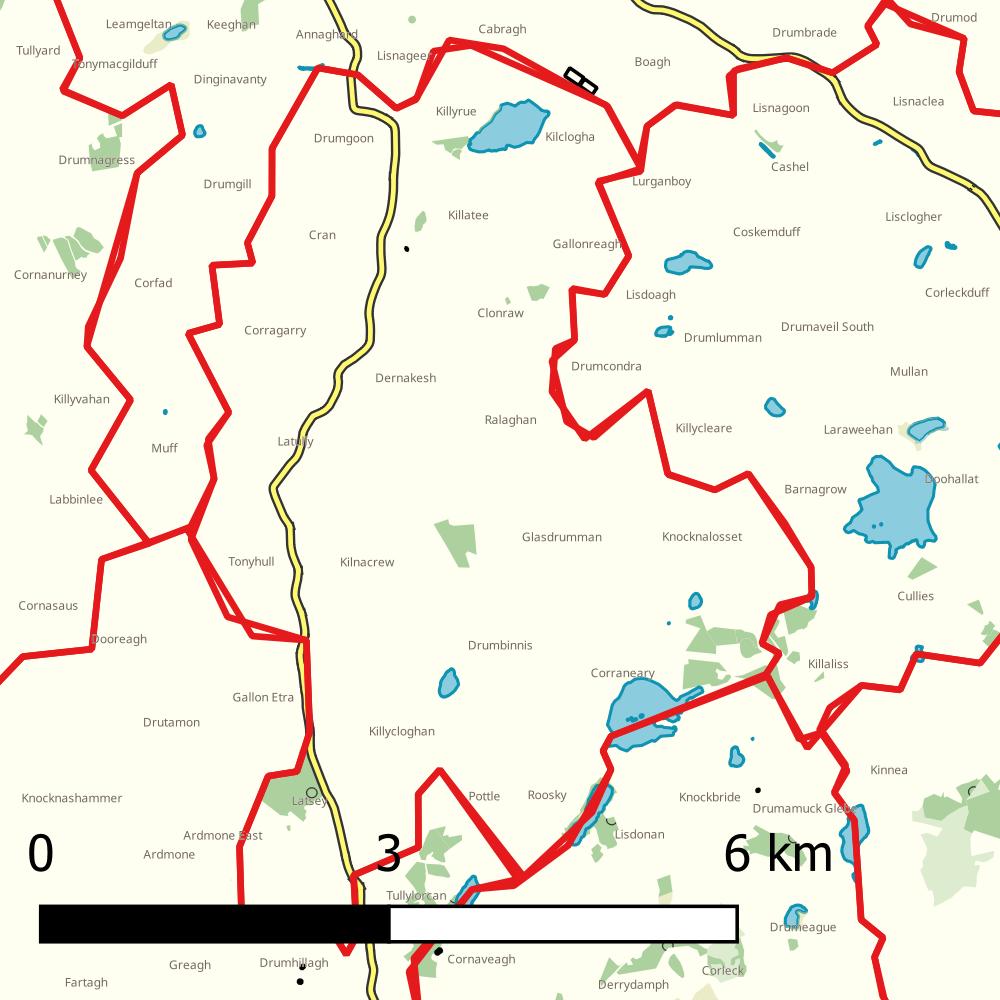 Leamgeltan
Keeghan
Drumod
Annaghard
Cabragh
Drumbrade
Tullyard
Lisnageer
Tonymacgilduff
Boagh
Dinginavanty
Lisnaclea
Killyrue
Lisnagoon
Drumgoon
Kilclogha
Drumnagress
Cashel
Drumgill
Lurganboy
Killatee
Lisclogher
Cran
Coskemduff
Gallonreagh
Cornanurney
Corfad
Lisdoagh
Corleckduff
Clonraw
Corragarry
Drumaveil South
Drumlumman
Drumcondra
Dernakesh
Mullan
Killyvahan
Ralaghan
Killycleare
Laraweehan
Latully
Muff
Doohallat
Barnagrow
Labbinlee
Glasdrumman
Knocknalosset
Tonyhull
Kilnacrew
Cullies
Cornasaus
Dooreagh
Drumbinnis
Killaliss
Corraneary
Gallon Etra
Drutamon
Killycloghan
Kinnea
Knocknashammer
Pottle
Roosky
Knockbride
Latsey
Drumamuck Glebe
Ardmone East
Lisdonan
Ardmone
0 3 6 km
Tullylorcan
Drumeague
Cornaveagh
Drumhillagh
Greagh
Corleck
Fartagh
Derrydamph